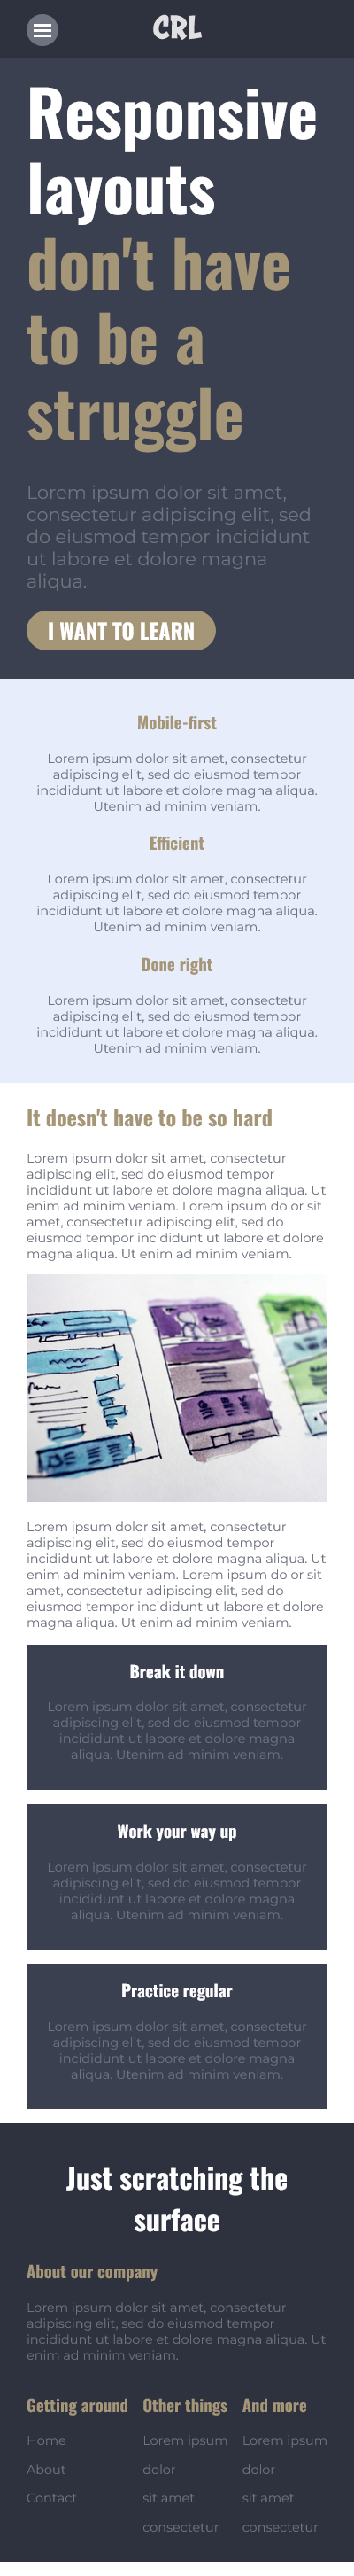 CRL
Responsive
layouts
don't have
to be a
struggle
Lorem ipsum dolor sit amet,
consectetur adipiscing elit, sed
do eiusmod tempor incididunt
ut labore et dolore magna
aliqua.
I WANT TO LEARN
Mobile-first
Lorem ipsum dolor sit amet, consectetur
adipiscing elit, sed do eiusmod tempor
incididunt ut labore et dolore magna aliqua.
Utenim ad minim veniam.
Efficient
Lorem ipsum dolor sit amet, consectetur
adipiscing elit, sed do eiusmod tempor
incididunt ut labore et dolore magna aliqua.
Utenim ad minim veniam.
Done right
Lorem ipsum dolor sit amet, consectetur
adipiscing elit, sed do eiusmod tempor
incididunt ut labore et dolore magna aliqua.
Utenim ad minim veniam.
It doesn't have to be so hard
Lorem ipsum dolor sit amet, consectetur
adipiscing elit, sed do eiusmod tempor
incididunt ut labore et dolore magna aliqua. Ut
enim ad minim veniam. Lorem ipsum dolor sit
amet, consectetur adipiscing elit, sed do
eiusmod tempor incididunt ut labore et dolore
magna aliqua. Ut enim ad minim veniam.
Lorem ipsum dolor sit amet, consectetur
adipiscing elit, sed do eiusmod tempor
incididunt ut labore et dolore magna aliqua. Ut
enim ad minim veniam. Lorem ipsum dolor sit
amet, consectetur adipiscing elit, sed do
eiusmod tempor incididunt ut labore et dolore
magna aliqua. Ut enim ad minim veniam.
Break it down
Lorem ipsum dolor sit amet, consectetur
adipiscing elit, sed do eiusmod tempor
incididunt ut labore et dolore magna
aliqua. Utenim ad minim veniam.
Work your way up
Lorem ipsum dolor sit amet, consectetur
adipiscing elit, sed do eiusmod tempor
incididunt ut labore et dolore magna
aliqua. Utenim ad minim veniam.
Practice regular
Lorem ipsum dolor sit amet, consectetur
adipiscing elit, sed do eiusmod tempor
incididunt ut labore et dolore magna
aliqua. Utenim ad minim veniam.
Just scratching the
surface
About our company
Lorem ipsum dolor sit amet, consectetur
adipiscing elit, sed do eiusmod tempor
incididunt ut labore et dolore magna aliqua. Ut
enim ad minim veniam.
Getting around
Home
About
Contact
Other things
Lorem ipsum
dolor
sit amet
consectetur
And more
Lorem ipsum
dolor
sit amet
consectetur